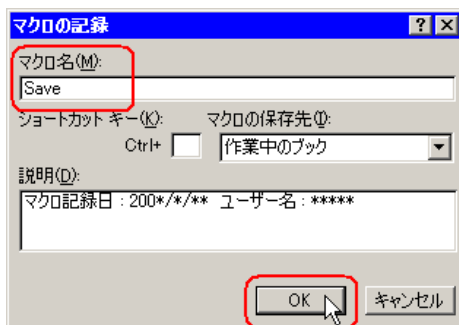 マクロの記録
マクロ名(M):
Save
ショートカット キー(K): マクロの保存先(I):
Ctrl+ 作業中のブック
説明(D):
マクロ記録日 : 200*/*/** ユーザー名 : *****
OK キャンセル